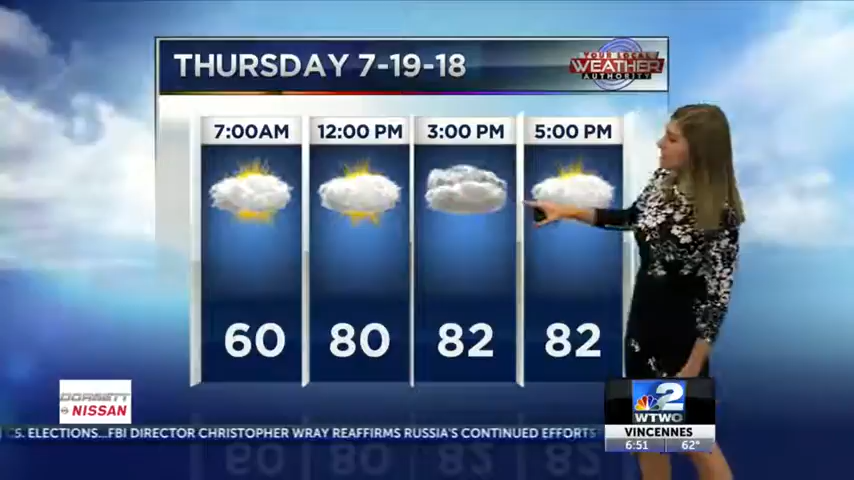 THURSDAY 7-19-18
YOUR LOCAL
WEATHER
AUTHORITY
7:00AM
12:00 PM
3:00 PM
5:00 PM
60
80
82
82
DORSETT
NISSAN
2
WTWO
VINCENNES
6:51 62°
S. ELECTIONS...FBI DIRECTOR CHRISTOPHER WRAY REAFFIRMS RUSSIA'S CONTINUED EFFORTS